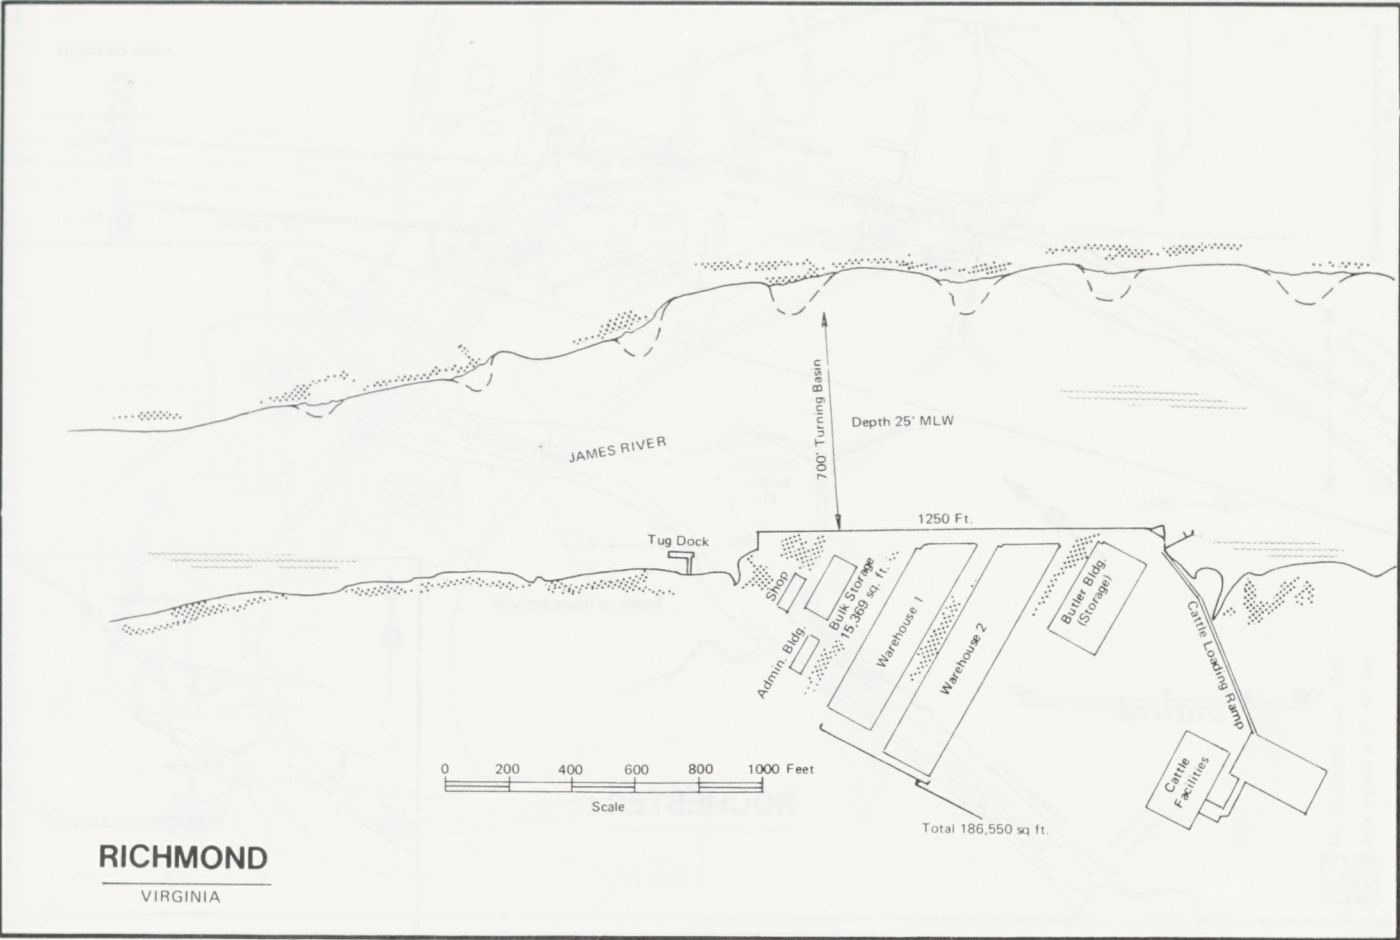 700' Turning Basin
Depth 25' MLW
JAMES RIVER
1250 Ft.
Tug Dock
Shop
Bulk Storage
15,369 sq. ft.
Admin. Bldg.
Warehouse 1
Warehouse 2
Butler Bldg.
(Storage)
Cattle Loading Ramp
Cattle
Facilities
0 200 400 600 800 1000 Feet
Scale
Total 186,550 sq ft.
RICHMOND
VIRGINIA